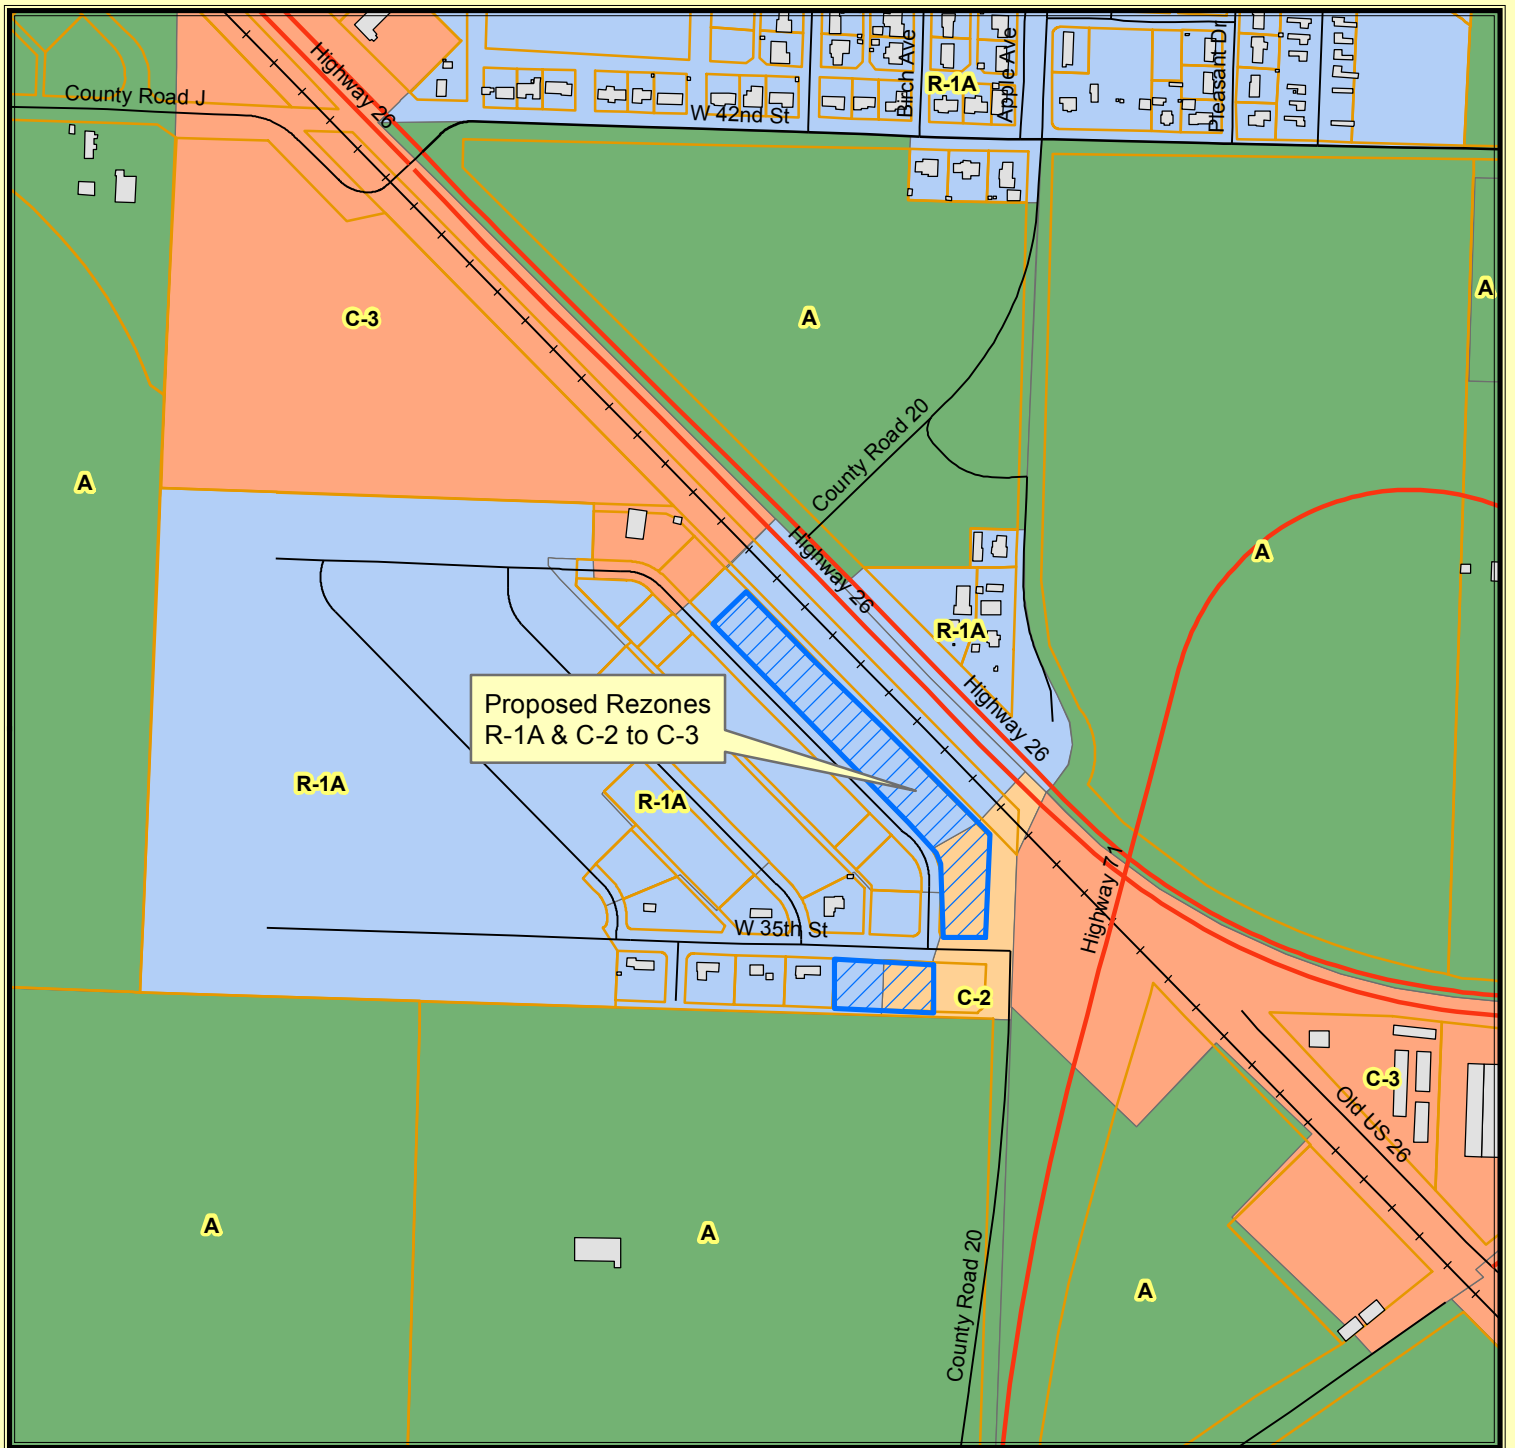 Highway 26
County Road J
Birch Ave
R-1A
Apple Ave
Pleasant Dr
W 42nd St
A
C-3
A
County Road 20
A
Highway 26
A
R-1A
Highway 26
Proposed Rezones
R-1A & C-2 to C-3
R-1A
R-1A
Highway 71
W 35th St
C-2
C-3
Old US 26
A
A
County Road 20
A